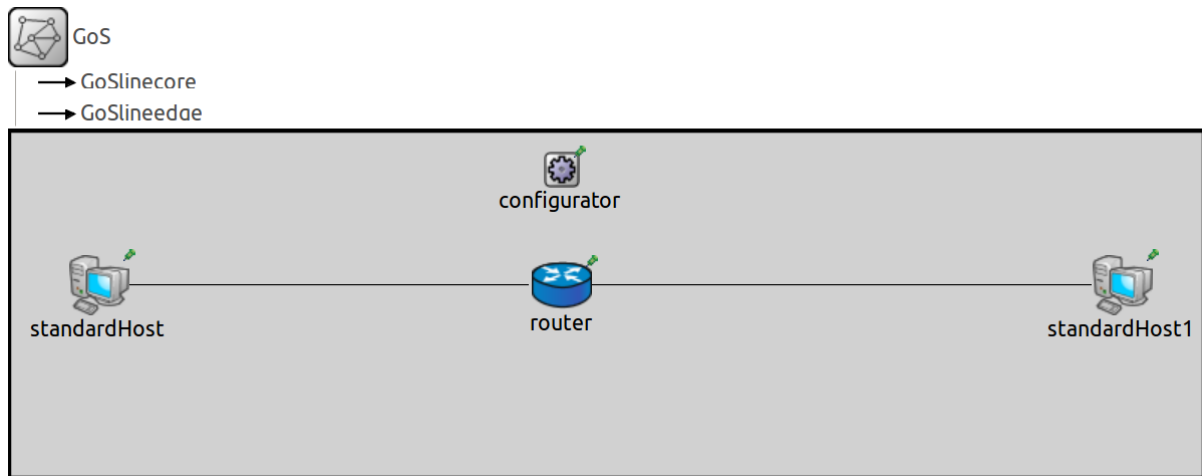 GoS
GoSlinecore
GoSlineedge
configurator
standardHost
router
standardHost1